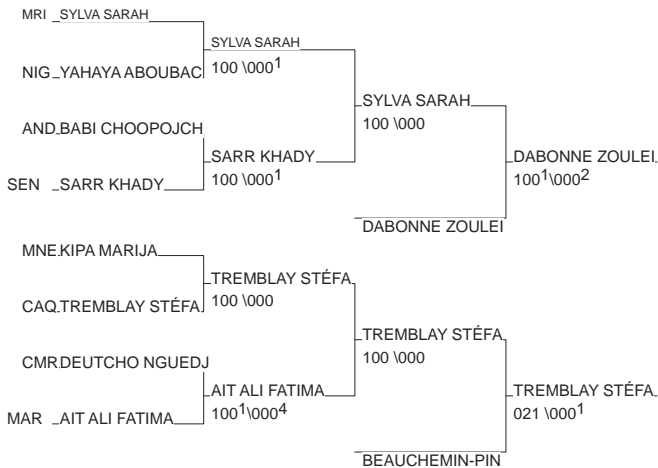 MRI SYLVA SARAH
SYLVA SARAH
100 \000¹
NIG YAHAYA ABOUBAC
SYLVA SARAH
100 \000
AND BABI CHOOPOJCH
SARR KHADY
100 \000¹
DABONNE ZOULEI
100¹\000²
SEN SARR KHADY
DABONNE ZOULEI
MNE KIPA MARIJA
TREMBLAY STÉFA
100 \000
CAQ TREMBLAY STÉFA
TREMBLAY STÉFA
100 \000
CMR DEUTCHO NGUEDJ
AIT ALI FATIMA
100¹\000⁴
TREMBLAY STÉFA
021 \000¹
MAR AIT ALI FATIMA
BEAUCHEMIN-PIN